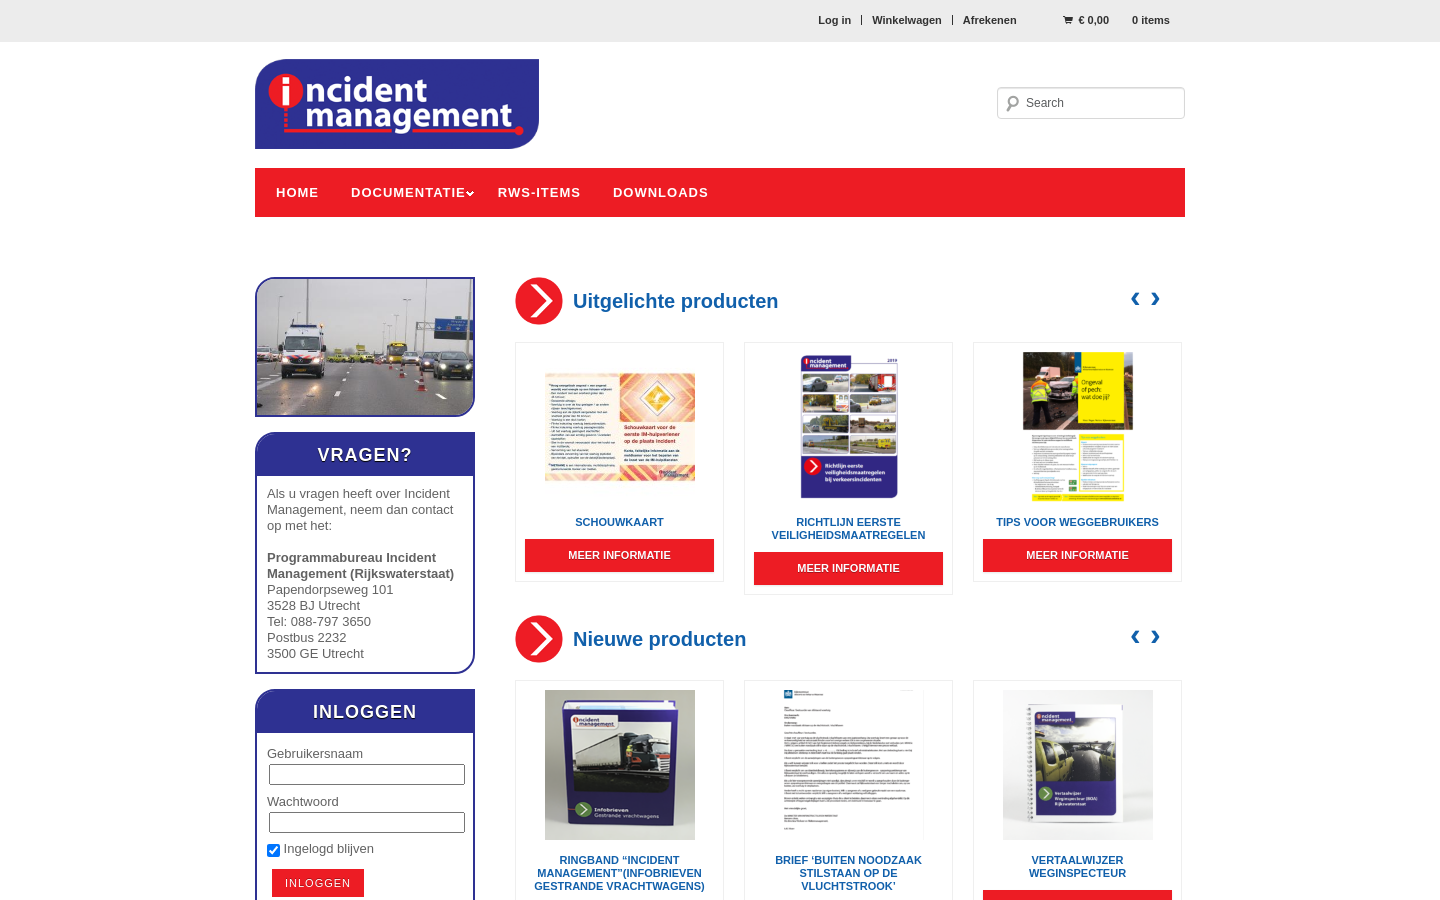 Log in
Winkelwagen
Afrekenen
€ 0,00
0 items
incident
management
Search
HOME
DOCUMENTATIE
RWS-ITEMS
DOWNLOADS
VRAGEN?
Als u vragen heeft over Incident
Management, neem dan contact
op met het:
Programmabureau Incident
Management (Rijkswaterstaat)
Papendorpseweg 101
3528 BJ Utrecht
Tel: 088-797 3650
Postbus 2232
3500 GE Utrecht
INLOGGEN
Gebruikersnaam
Wachtwoord
Ingelogd blijven
INLOGGEN
Uitgelichte producten
‹ ›
Schouwkaart voor de
eerste IM-hulpverlener
op de plaats incident
SCHOUWKAART
MEER INFORMATIE
incident
management
2019
Richtlijn eerste
veiligheidsmaatregelen
bij verkeersincidenten
RICHTLIJN EERSTE
VEILIGHEIDSMAATREGELEN
MEER INFORMATIE
Ongeval
of pech:
wat doe jij?
TIPS VOOR WEGGEBRUIKERS
MEER INFORMATIE
Nieuwe producten
‹ ›
incident
management
Infobrieven
Gestrande vrachtwagens
RINGBAND “INCIDENT
MANAGEMENT”(INFOBRIEVEN
GESTRANDE VRACHTWAGENS)
BRIEF ‘BUITEN NOODZAAK
STILSTAAN OP DE
VLUCHTSTROOK’
incident
management
Vertaalwijzer
Weginspecteur (BOA)
Rijkswaterstaat
VERTAALWIJZER
WEGINSPECTEUR